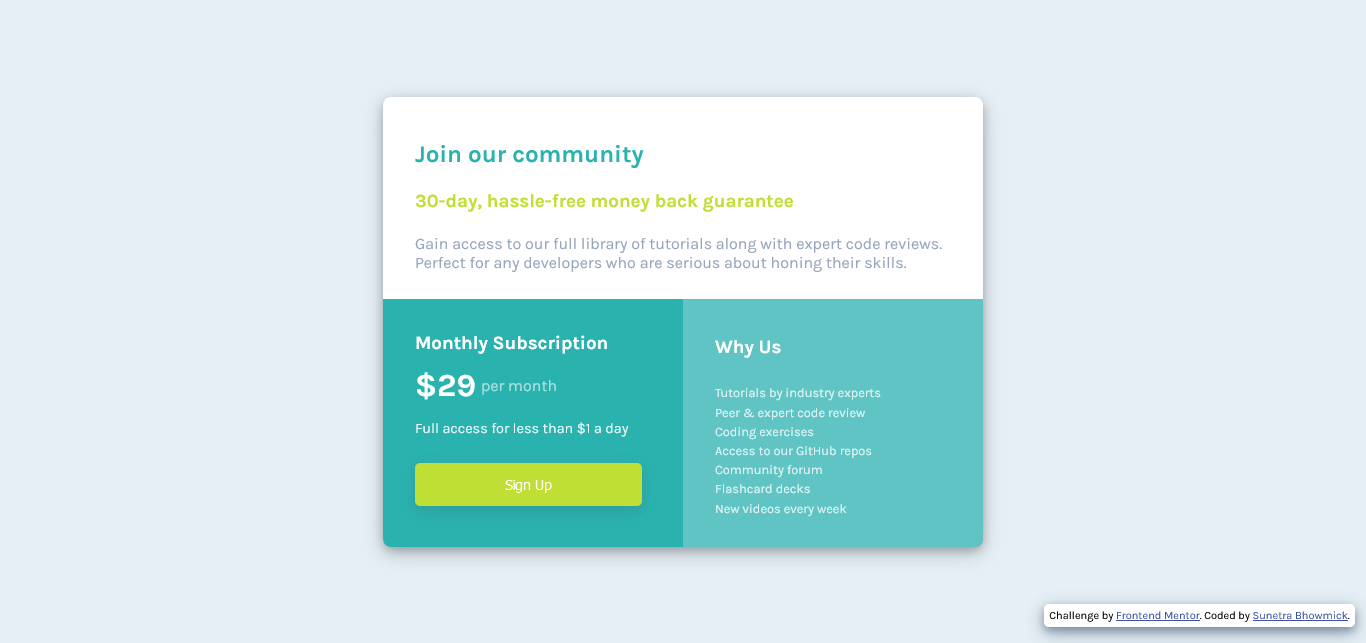 Join our community
30-day, hassle-free money back guarantee
Gain access to our full library of tutorials along with expert code reviews.
Perfect for any developers who are serious about honing their skills.
Monthly Subscription
$29 per month
Full access for less than $1 a day
Sign Up
Why Us
Tutorials by industry experts
Peer & expert code review
Coding exercises
Access to our GitHub repos
Community forum
Flashcard decks
New videos every week
Challenge by Frontend Mentor. Coded by Sunetra Bhowmick.